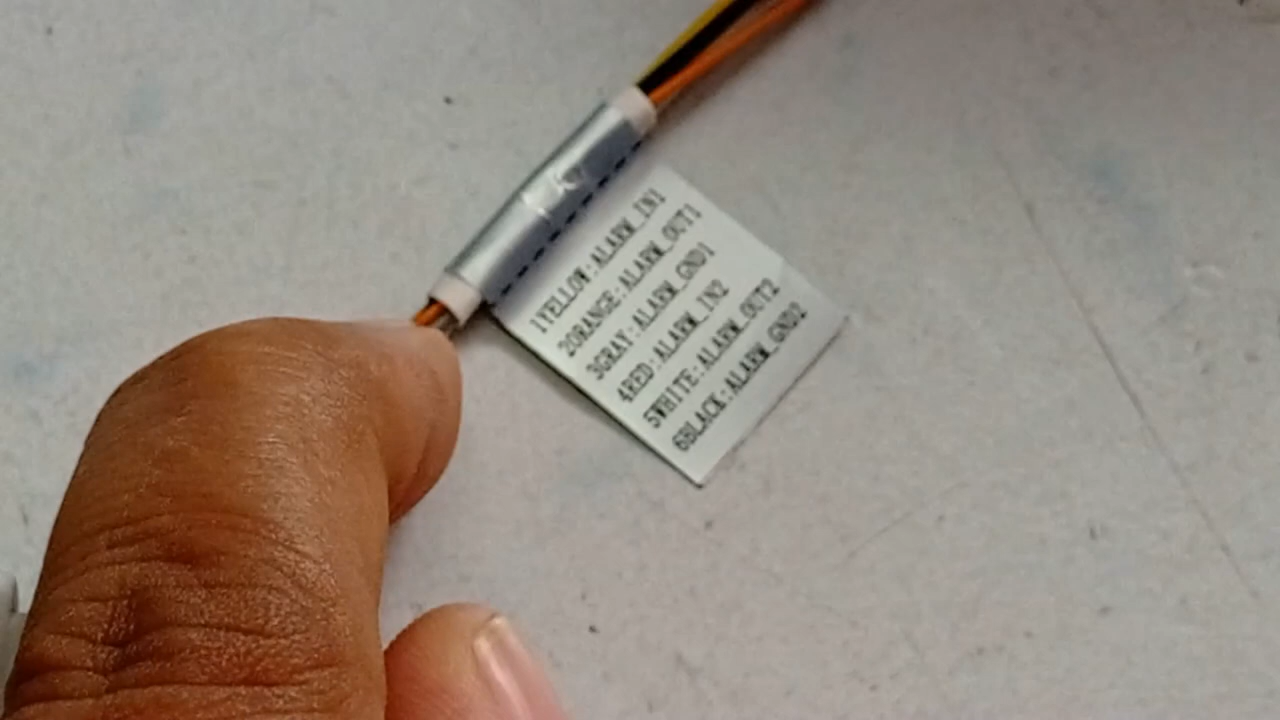 1YELLOW:ALARM_IN1
2ORANGE:ALARM_OUT1
3GRAY:ALARM_GND1
4RED:ALARM_IN2
5WHITE:ALARM_OUT2
6BLACK:ALARM_GND2